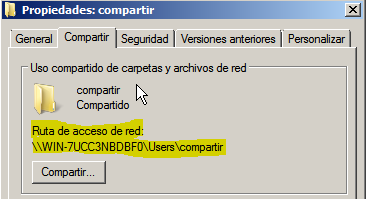 Propiedades: compartir
General Compartir Seguridad Versiones anteriores Personalizar
Uso compartido de carpetas y archivos de red
compartir
Compartido
Ruta de acceso de red:
\\WIN-7UCC3NBDBF0\Users\compartir
Compartir...